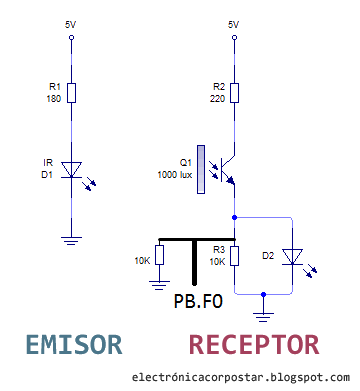 5V
5V
R1
180
R2
220
IR
D1
Q1
1000 lux
10K
R3
10K
D2
PB.F0
EMISOR
RECEPTOR
electrónicacorpostar.blogspot.com